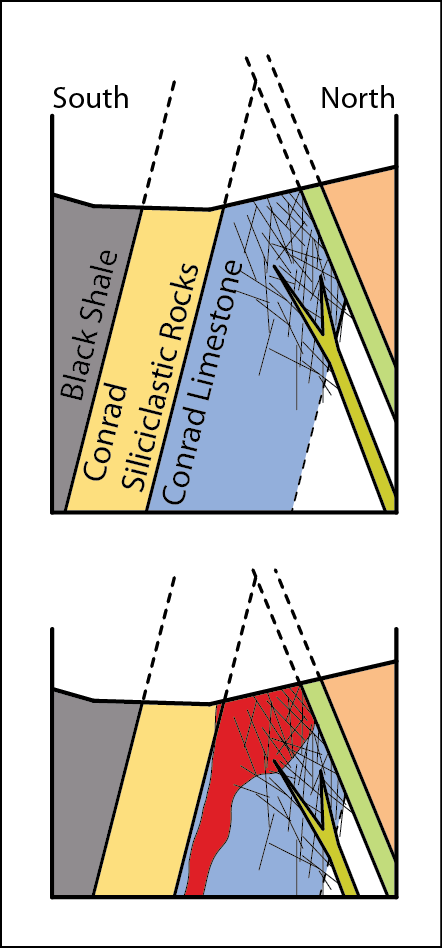 South
North
Black Shale
Conrad
Siliciclastic Rocks
Conrad Limestone